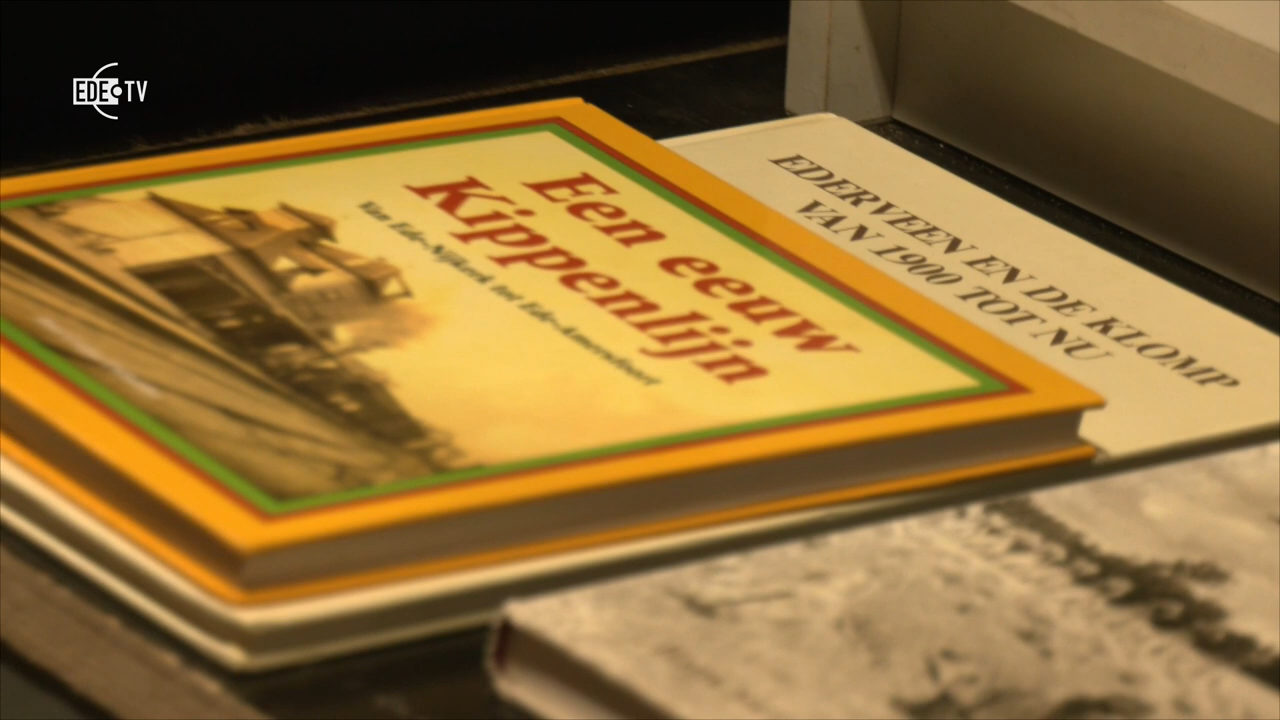 EDE TV
Een eeuw
Kippenlijn
Van Ede-Nijkerk tot Ede-Amersfoort
EDERVEEN EN DE KLOMP
VAN 1900 TOT NU